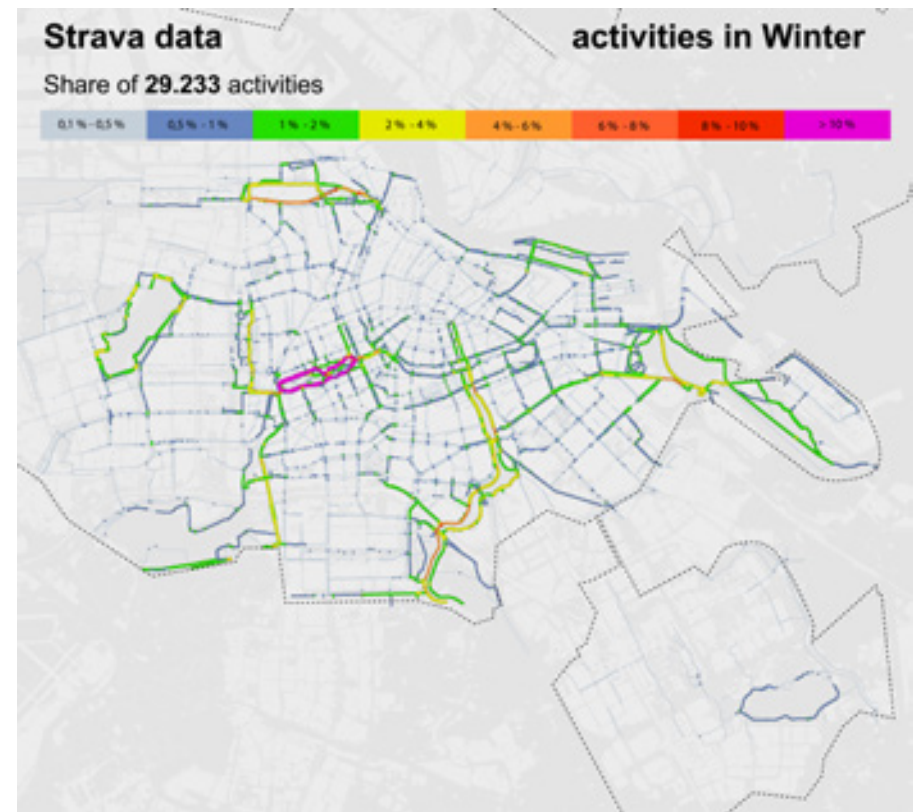 Strava data activities in Winter
Share of 29.233 activities
0,1 % - 0,5 % 0,5 % - 1 % 1 % - 2 % 2 % - 4 % 4 % - 6 % 6 % - 8 % 8 % - 10 % > 10 %